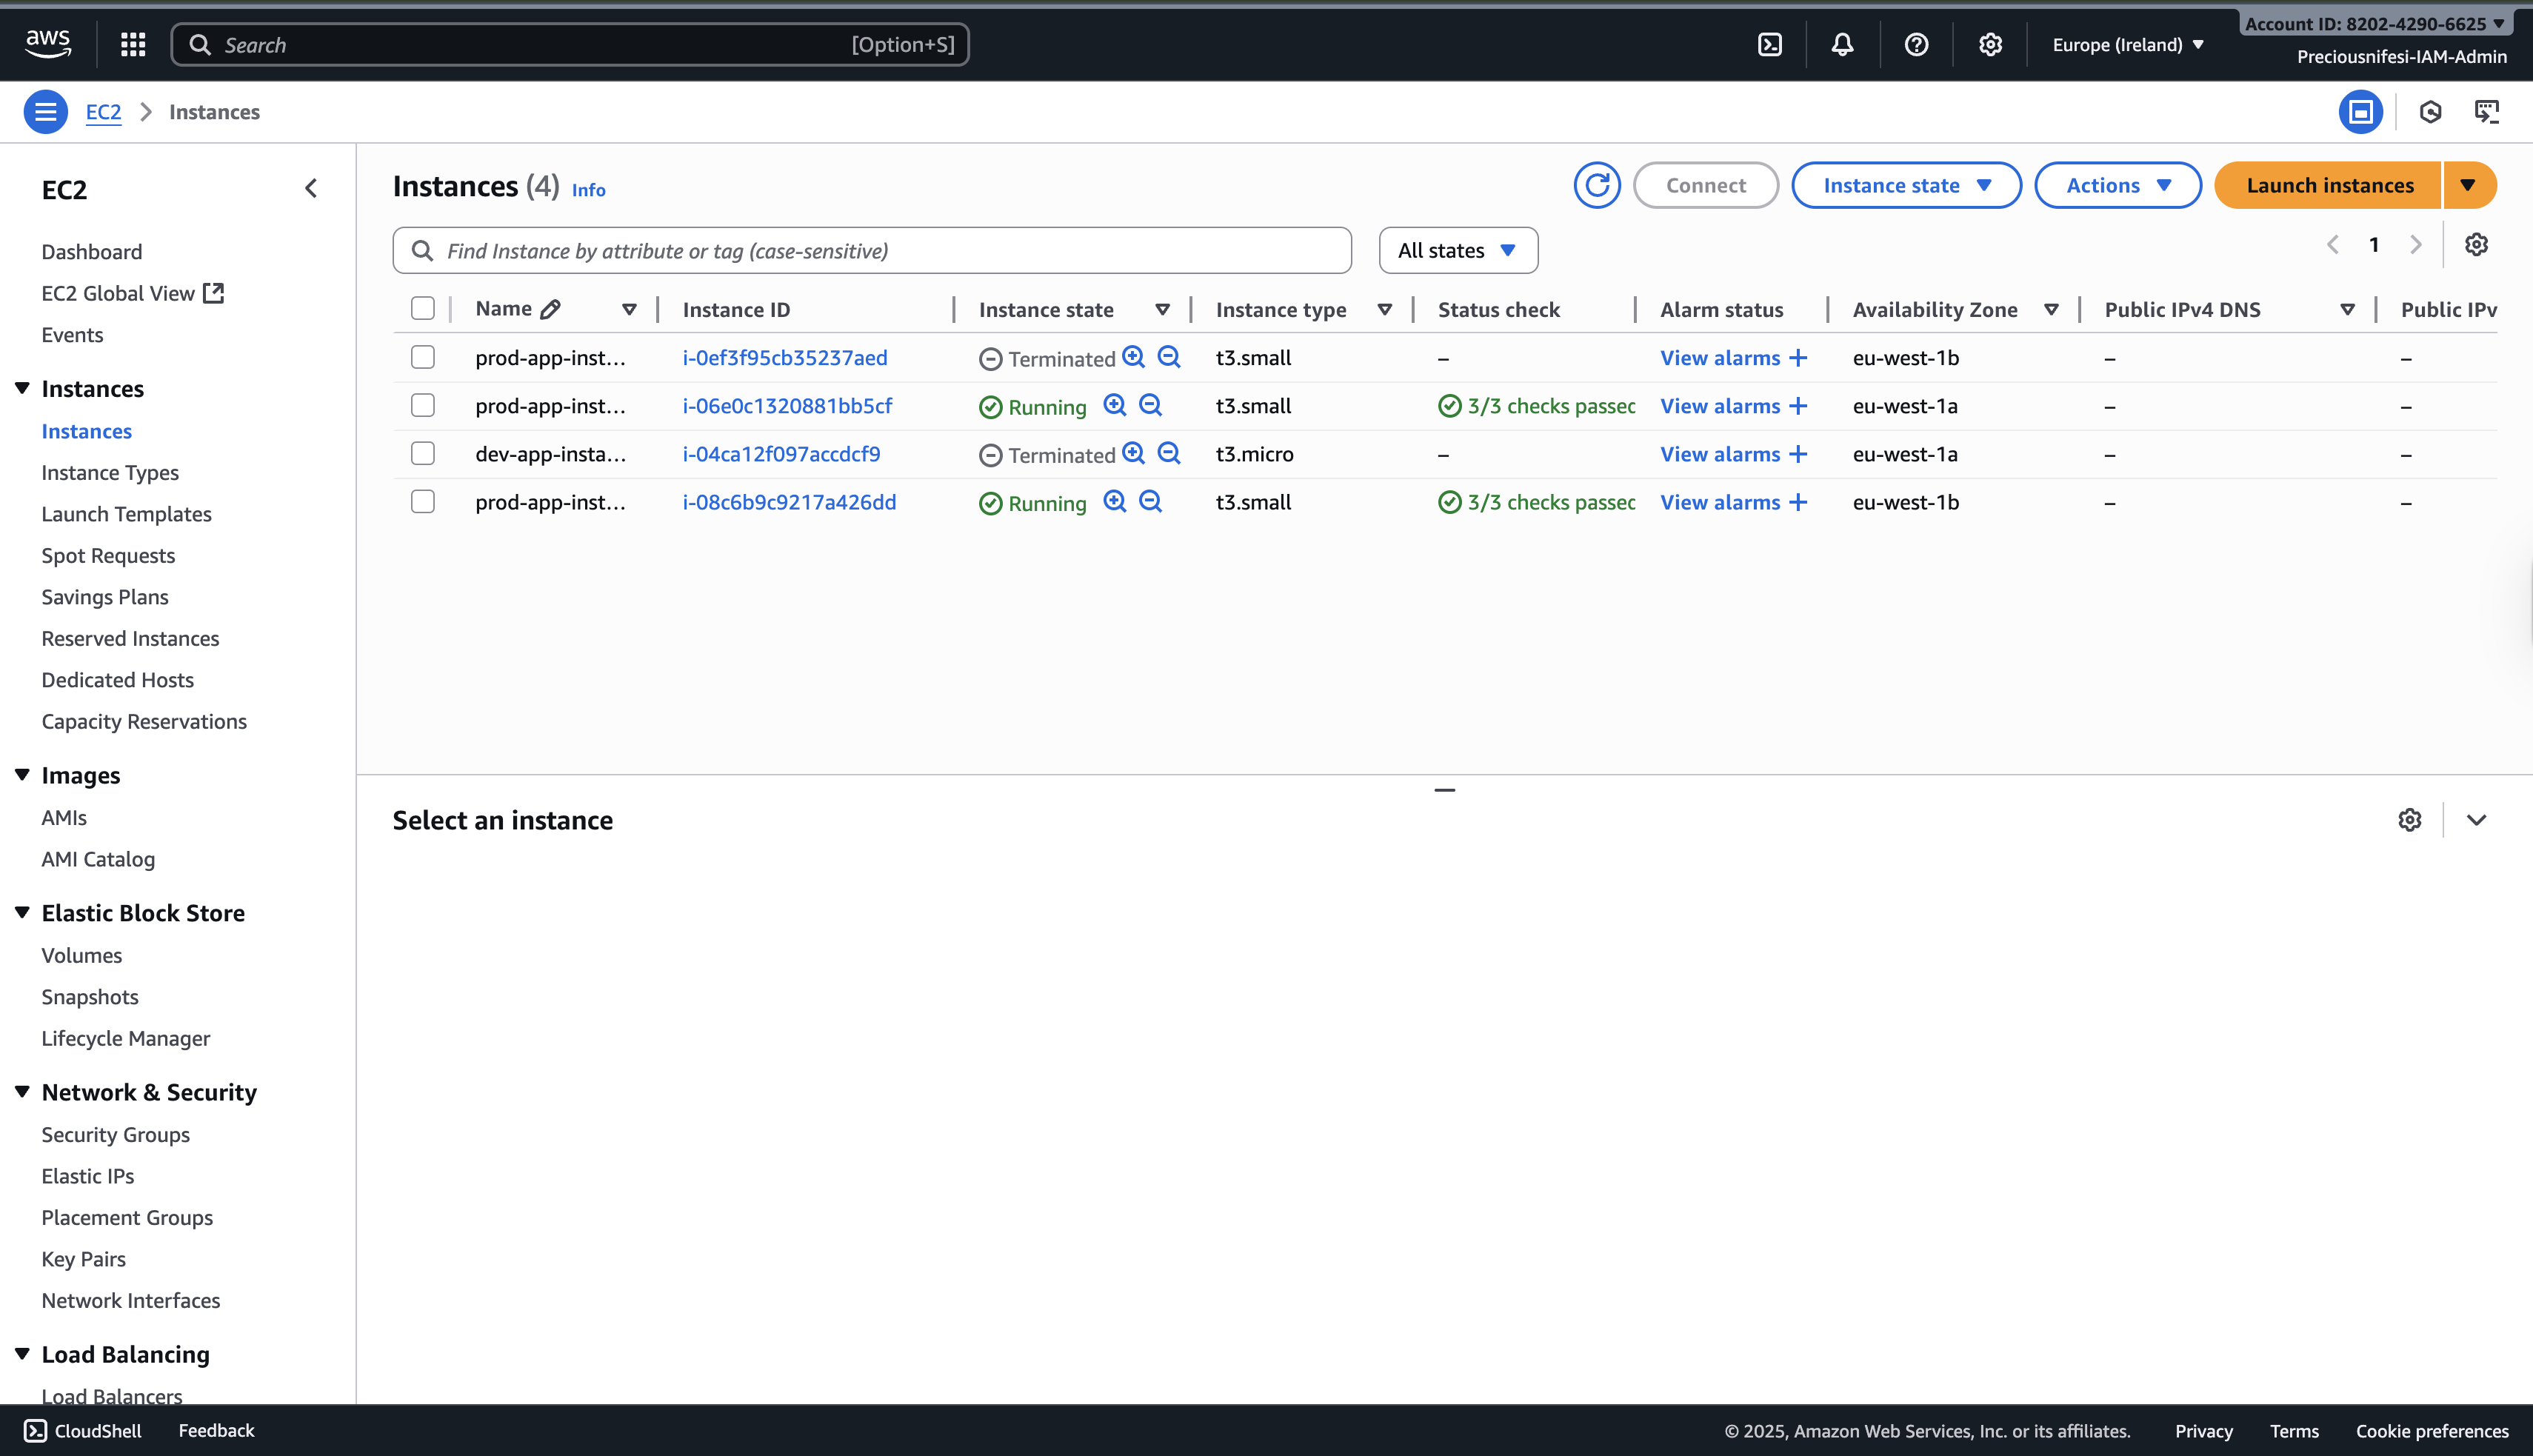 aws
Search [Option+S]
Europe (Ireland)
Account ID: 8202-4290-6625
Preciousnifesi-IAM-Admin
EC2 Instances
EC2
Dashboard
EC2 Global View
Events
Instances
Instances
Instance Types
Launch Templates
Spot Requests
Savings Plans
Reserved Instances
Dedicated Hosts
Capacity Reservations
Images
AMIs
AMI Catalog
Elastic Block Store
Volumes
Snapshots
Lifecycle Manager
Network & Security
Security Groups
Elastic IPs
Placement Groups
Key Pairs
Network Interfaces
Load Balancing
Load Balancers
Instances (4) Info
Connect Instance state Actions Launch instances
Find Instance by attribute or tag (case-sensitive) All states 1
Name Instance ID Instance state Instance type Status check Alarm status Availability Zone Public IPv4 DNS Public IPv
prod-app-inst... i-0ef3f95cb35237aed Terminated t3.small – View alarms + eu-west-1b – –
prod-app-inst... i-06e0c1320881bb5cf Running t3.small 3/3 checks passed View alarms + eu-west-1a – –
dev-app-insta... i-04ca12f097accdcf9 Terminated t3.micro – View alarms + eu-west-1a – –
prod-app-inst... i-08c6b9c9217a426dd Running t3.small 3/3 checks passed View alarms + eu-west-1b – –
Select an instance
CloudShell Feedback © 2025, Amazon Web Services, Inc. or its affiliates. Privacy Terms Cookie preferences